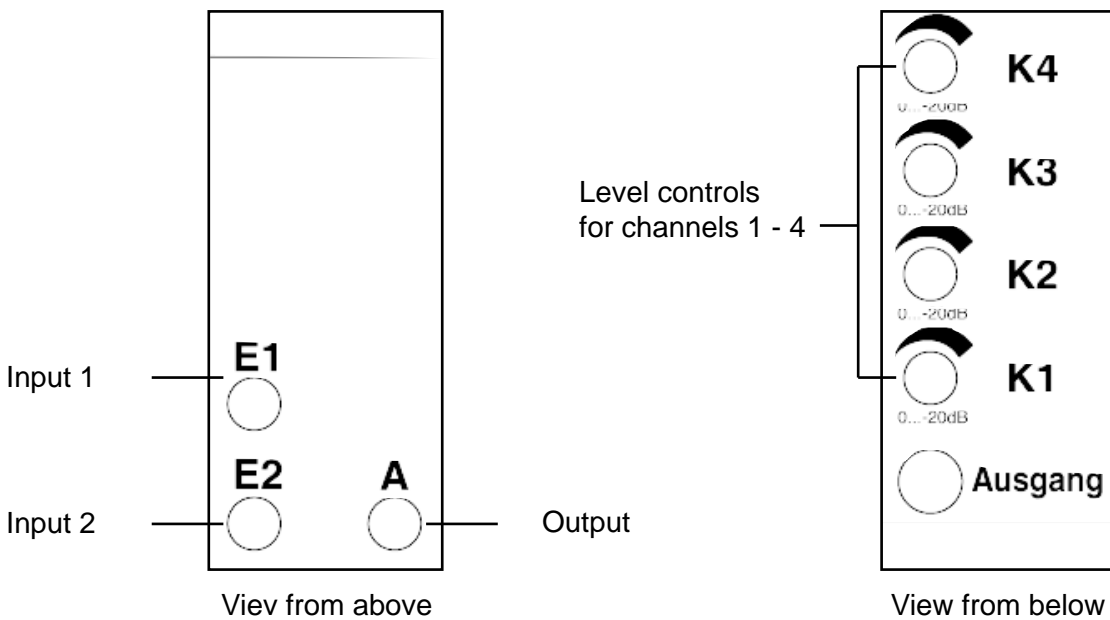 E1
Input 1
E2
A
Input 2
Output
Viev from above
Level controls
for channels 1 - 4
K4
0...-20dB
K3
0...-20dB
K2
0...-20dB
K1
0...-20dB
Ausgang
View from below